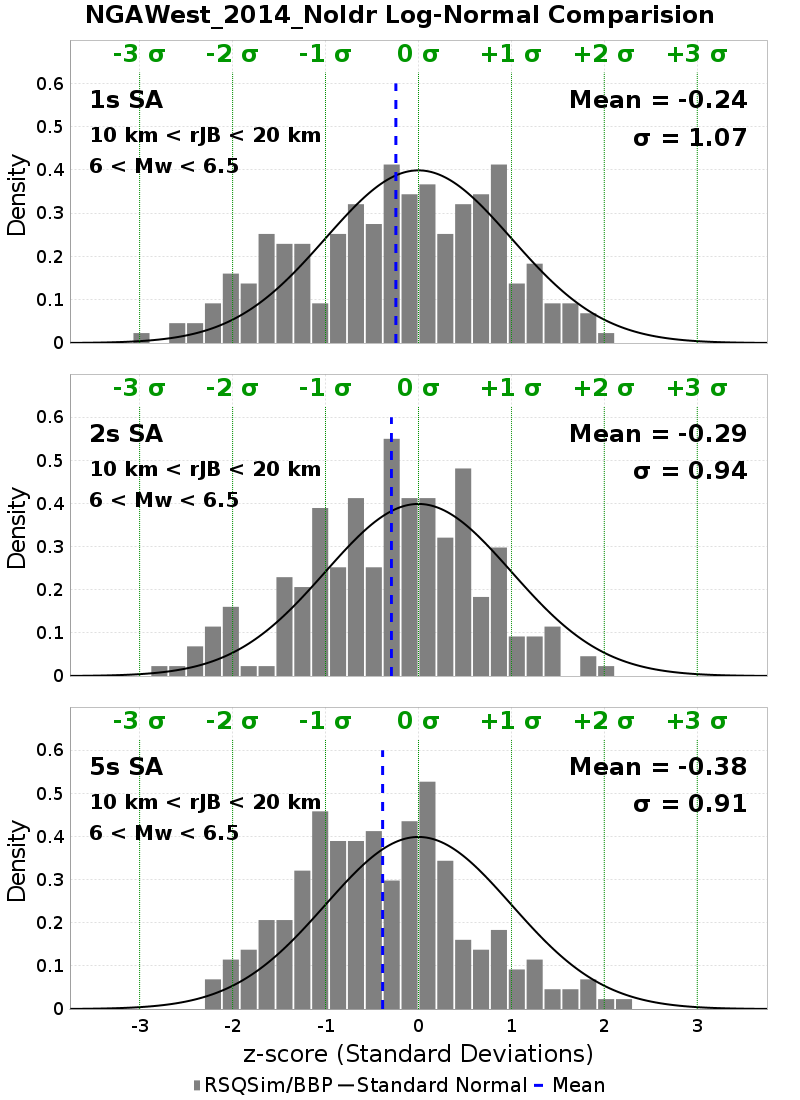 NGAWest_2014_NoIdr Log-Normal Comparision
-3 σ -2 σ -1 σ 0 σ +1 σ +2 σ +3 σ
0.6
1s SA Mean = -0.24
0.5
10 km < rJB < 20 km σ = 1.07
6 < Mw < 6.5
0.4
0.3
0.2
0.1
0
Density
-3 σ -2 σ -1 σ 0 σ +1 σ +2 σ +3 σ
0.6
2s SA Mean = -0.29
0.5
10 km < rJB < 20 km σ = 0.94
6 < Mw < 6.5
0.4
0.3
0.2
0.1
0
Density
-3 σ -2 σ -1 σ 0 σ +1 σ +2 σ +3 σ
0.6
5s SA Mean = -0.38
0.5
10 km < rJB < 20 km σ = 0.91
6 < Mw < 6.5
0.4
0.3
0.2
0.1
0
Density
-3 -2 -1 0 1 2 3
z-score (Standard Deviations)
RSQSim/BBP Standard Normal Mean